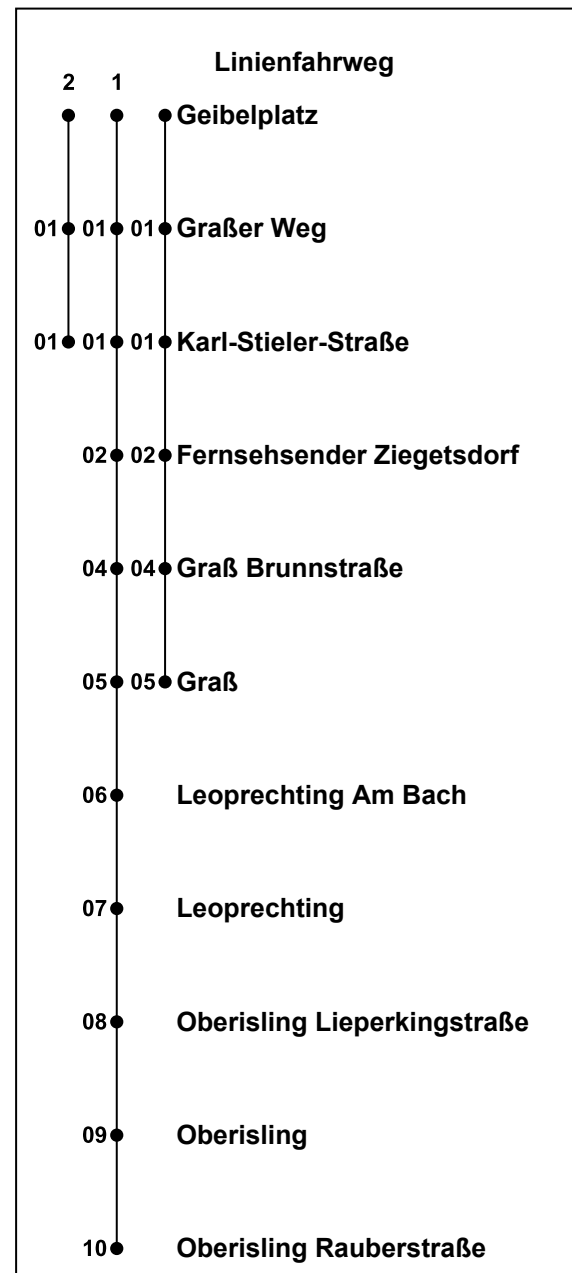 Linienfahrweg
2 1
Geibelplatz
01 01 01 Graßer Weg
01 01 01 Karl-Stieler-Straße
02 02 Fernsehsender Ziegetsdorf
04 04 Graß Brunnstraße
05 05 Graß
06 Leoprechting Am Bach
07 Leoprechting
08 Oberisling Lieperkingstraße
09 Oberisling
10 Oberisling Rauberstraße